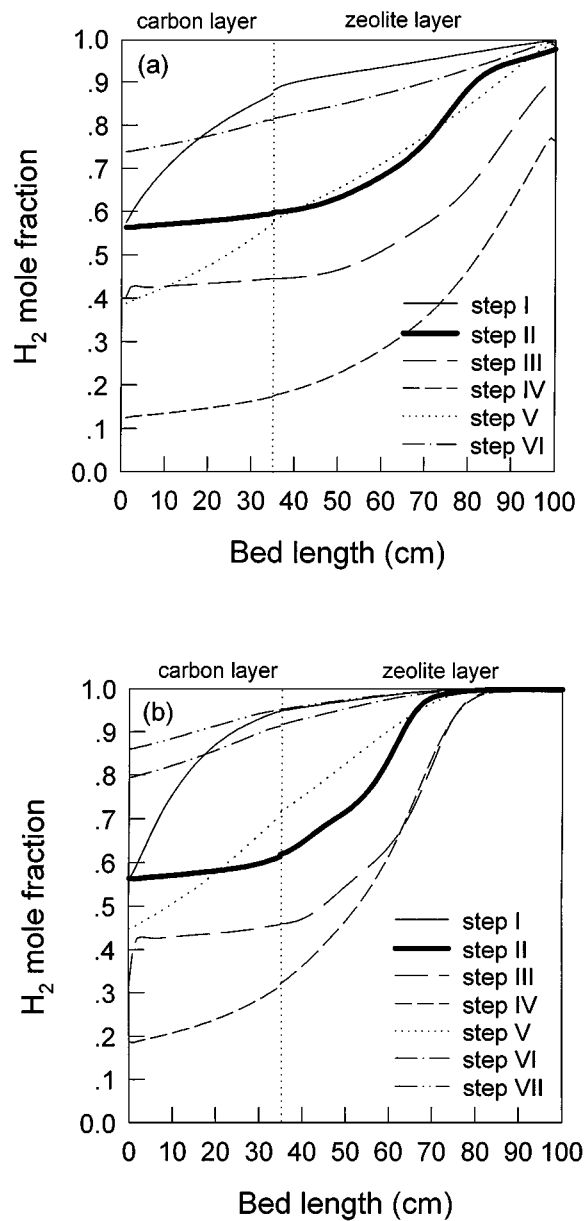 carbon layer zeolite layer
(a)
1.0
.9
.8
.7
.6
.5
.4
.3
.2
.1
0.0
H2 mole fraction
step I
step II
step III
step IV
step V
step VI
0 10 20 30 40 50 60 70 80 90 100
Bed length (cm)
carbon layer zeolite layer
(b)
1.0
.9
.8
.7
.6
.5
.4
.3
.2
.1
0.0
H2 mole fraction
step I
step II
step III
step IV
step V
step VI
step VII
0 10 20 30 40 50 60 70 80 90 100
Bed length (cm)